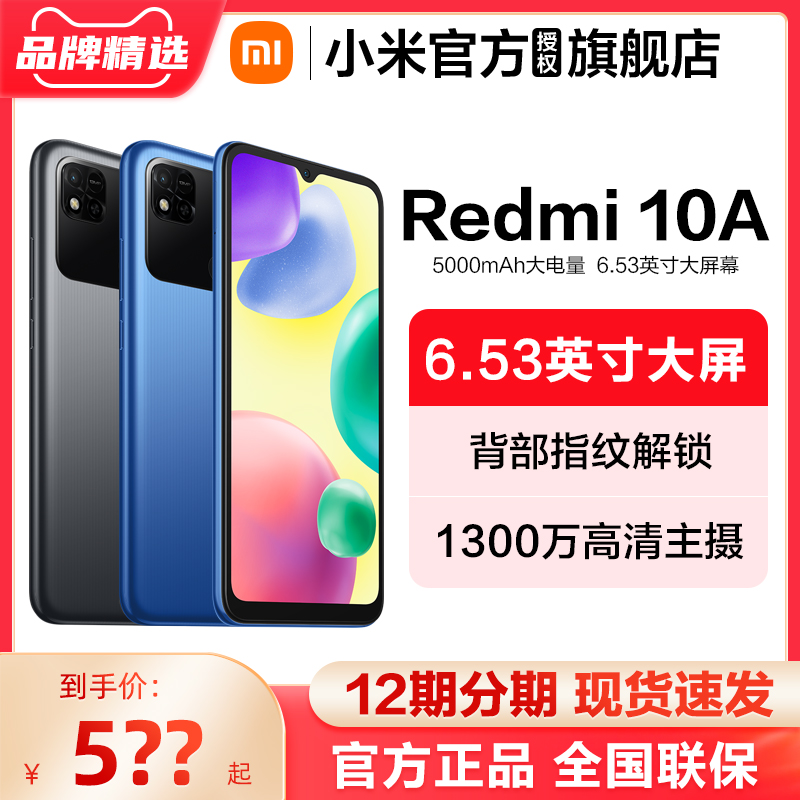 品牌精选
mi 小米官方授权旗舰店
Redmi 10A
5000mAh大电量 6.53英寸大屏幕
6.53英寸大屏
背部指纹解锁
1300万高清主摄
到手价:
¥ 5?? 起
12期分期 现货速发
官方正品 全国联保